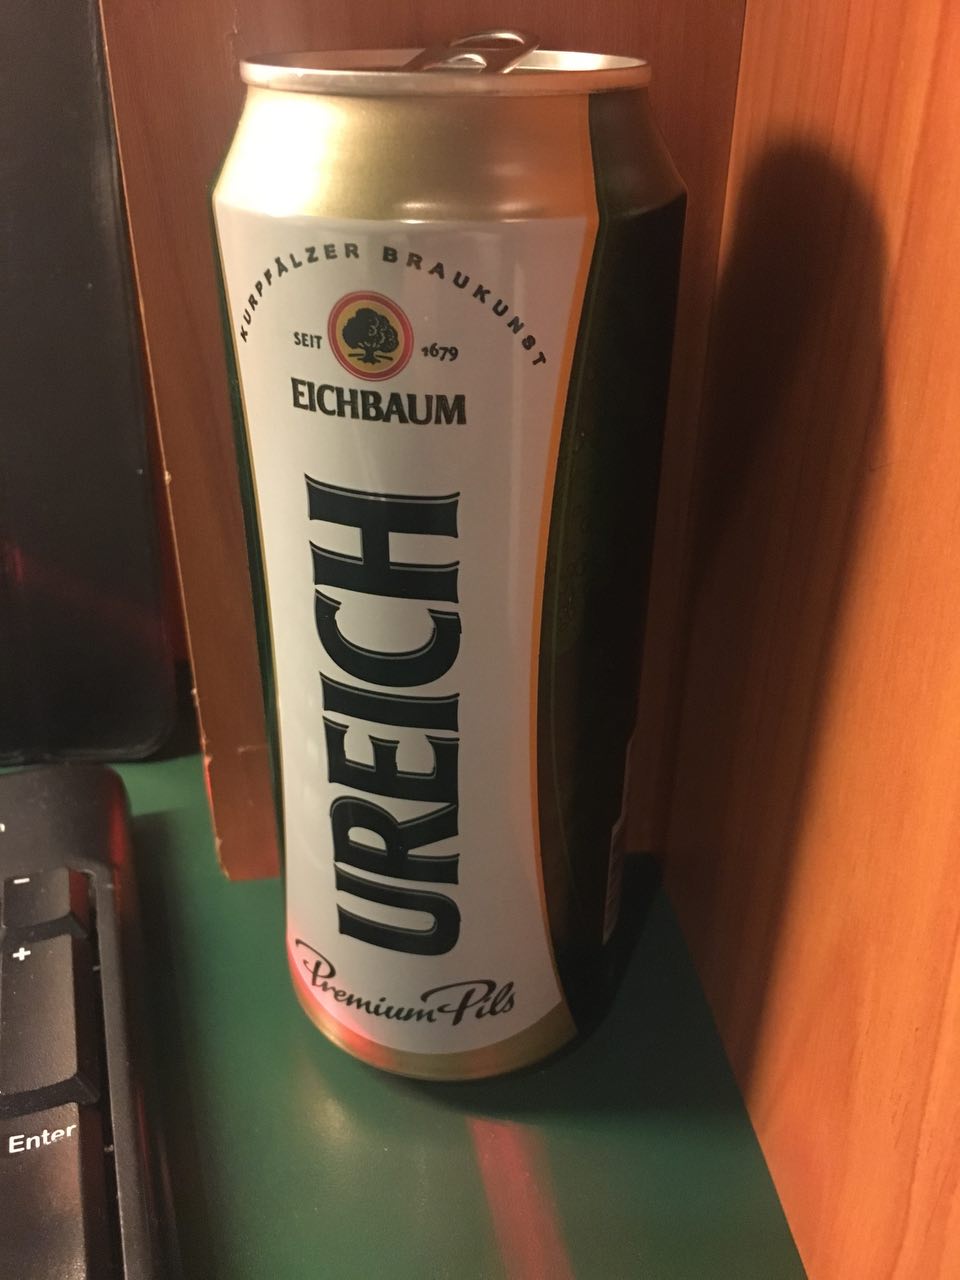 KURPFÄLZER BRAUKUNST
SEIT 1679
EICHBAUM
UREICH
Premium Pils
-
+
Enter